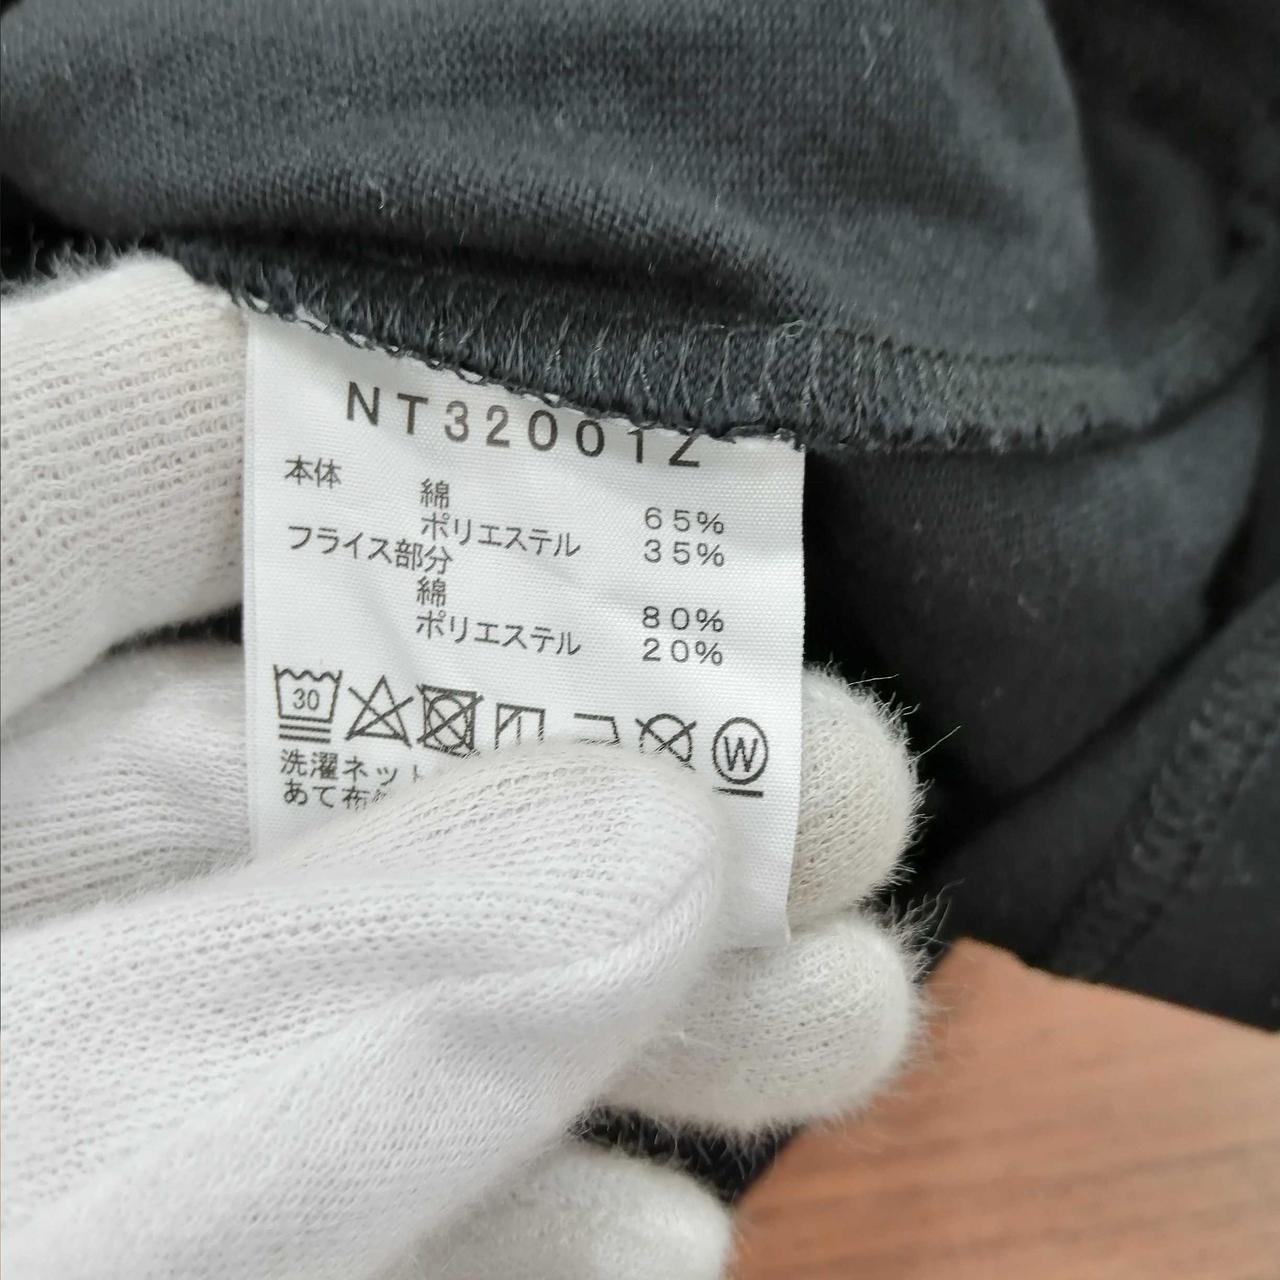 NT32001Z
本体
綿 65%
ポリエステル 35%
フライス部分
綿 80%
ポリエステル 20%
30
W
洗濯ネット
あて布